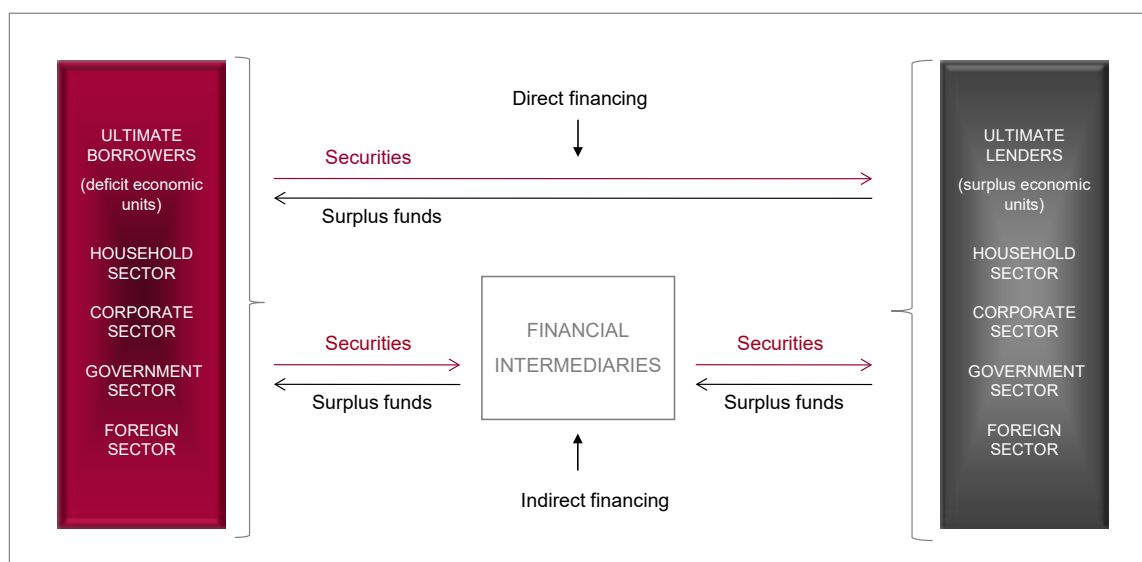 Direct financing
ULTIMATE
BORROWERS
(deficit economic
units)
HOUSEHOLD
SECTOR
CORPORATE
SECTOR
GOVERNMENT
SECTOR
FOREIGN
SECTOR
Securities
Surplus funds
Securities
Surplus funds
FINANCIAL
INTERMEDIARIES
Securities
Surplus funds
Indirect financing
ULTIMATE
LENDERS
(surplus economic
units)
HOUSEHOLD
SECTOR
CORPORATE
SECTOR
GOVERNMENT
SECTOR
FOREIGN
SECTOR